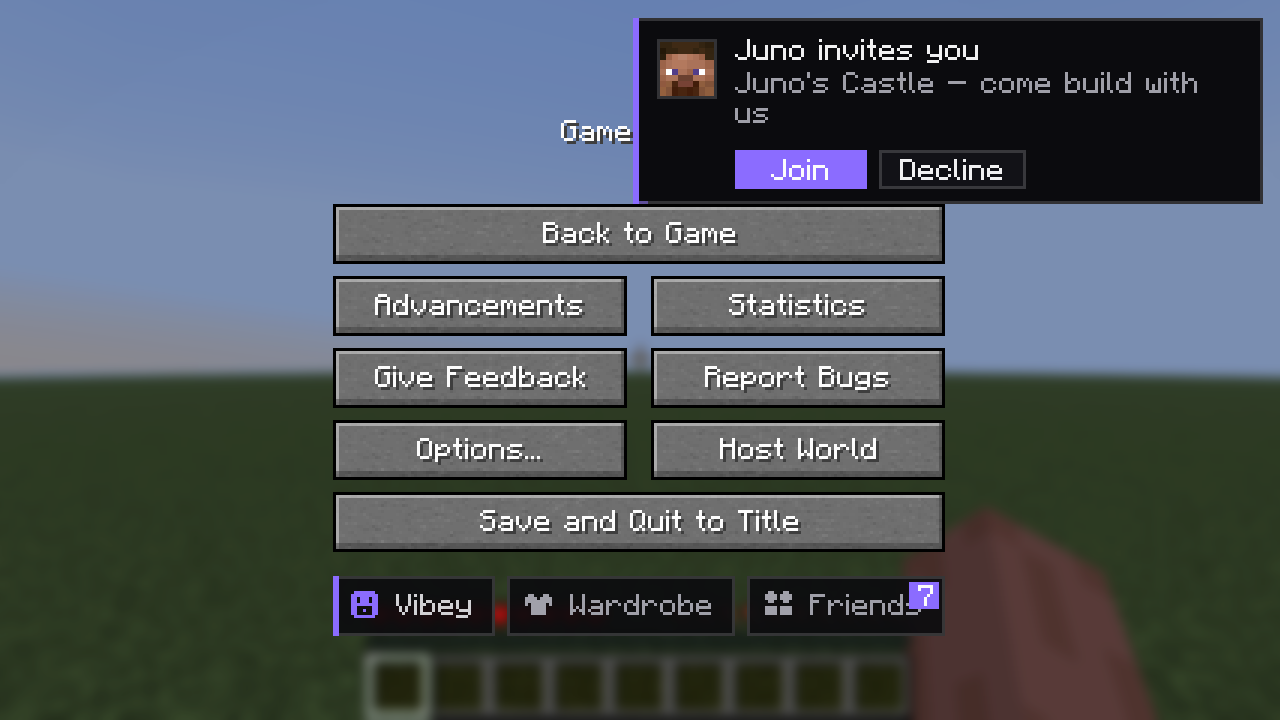 Juno invites you
Juno's Castle – come build with
us
Game
Join
Decline
Back to Game
Advancements
Statistics
Give Feedback
Report Bugs
Options...
Host World
Save and Quit to Title
Vibey
Wardrobe
Friends
7